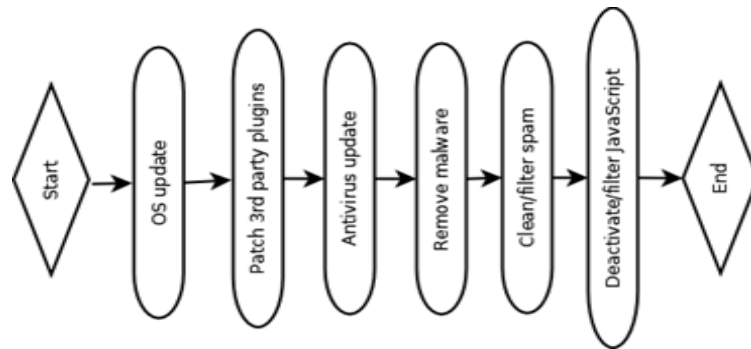 Start
OS update
Patch 3rd party plugins
Antivirus update
Remove malware
Clean/filter spam
Deactivate/filter JavaScript
End